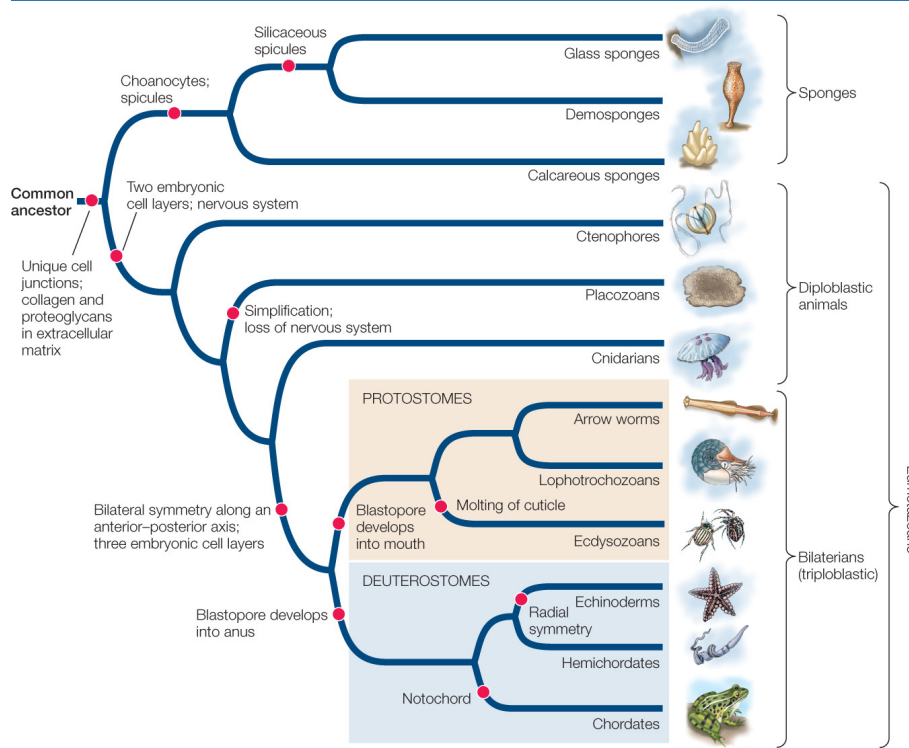 Silicaceous
spicules
Glass sponges
Choanocytes;
spicules
Sponges
Demosponges
Calcareous sponges
Common
ancestor
Two embryonic
cell layers; nervous system
Ctenophores
Unique cell
junctions;
collagen and
proteoglycans
in extracellular
matrix
Placozoans
Diploblastic
animals
Simplification;
loss of nervous system
Cnidarians
PROTOSTOMES
Arrow worms
Lophotrochozoans
Bilateral symmetry along an
anterior–posterior axis;
three embryonic cell layers
Blastopore
develops
into mouth
Molting of cuticle
Ecdysozoans
Bilaterians
(triploblastic)
DEUTEROSTOMES
Blastopore develops
into anus
Echinoderms
Radial
symmetry
Hemichordates
Notochord
Chordates